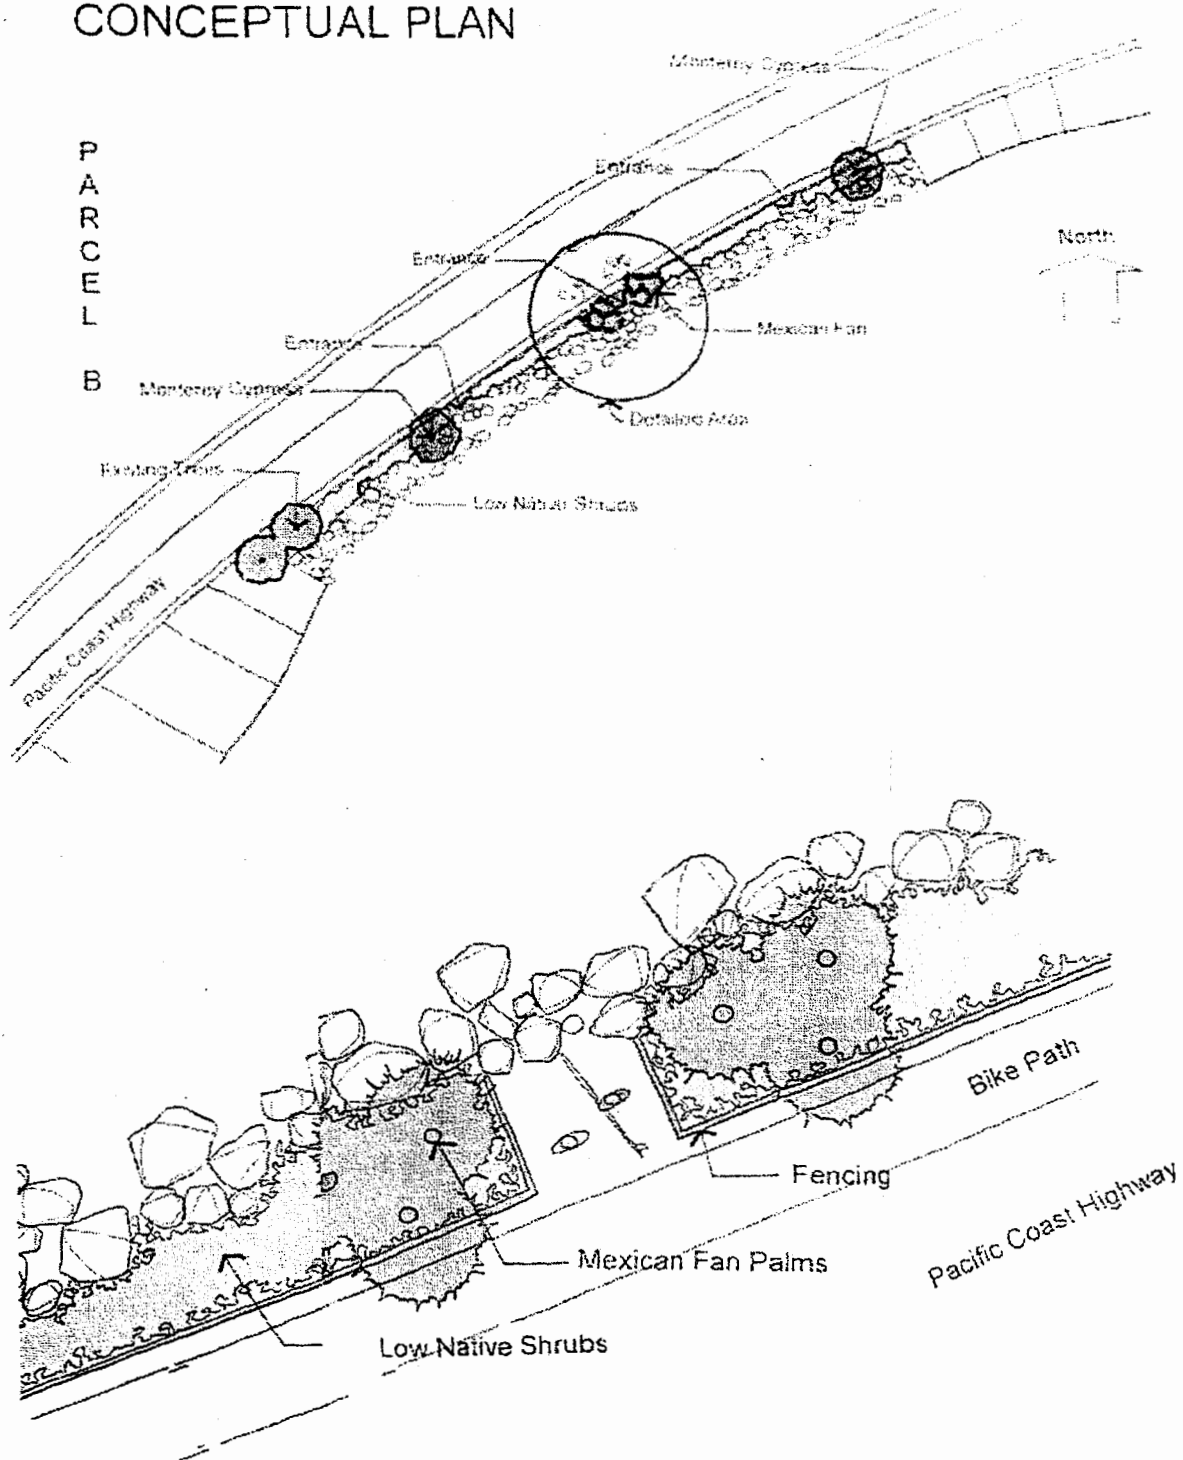 CONCEPTUAL PLAN
PARCEL B
Monterey Cypress
Entrance
North
Entrance
Mexican Fan
Entrance
Monterey Cypress
Detailed Area
Existing Trees
Low Native Shrubs
Pacific Coast Highway
Bike Path
Fencing
Pacific Coast Highway
Mexican Fan Palms
Low Native Shrubs